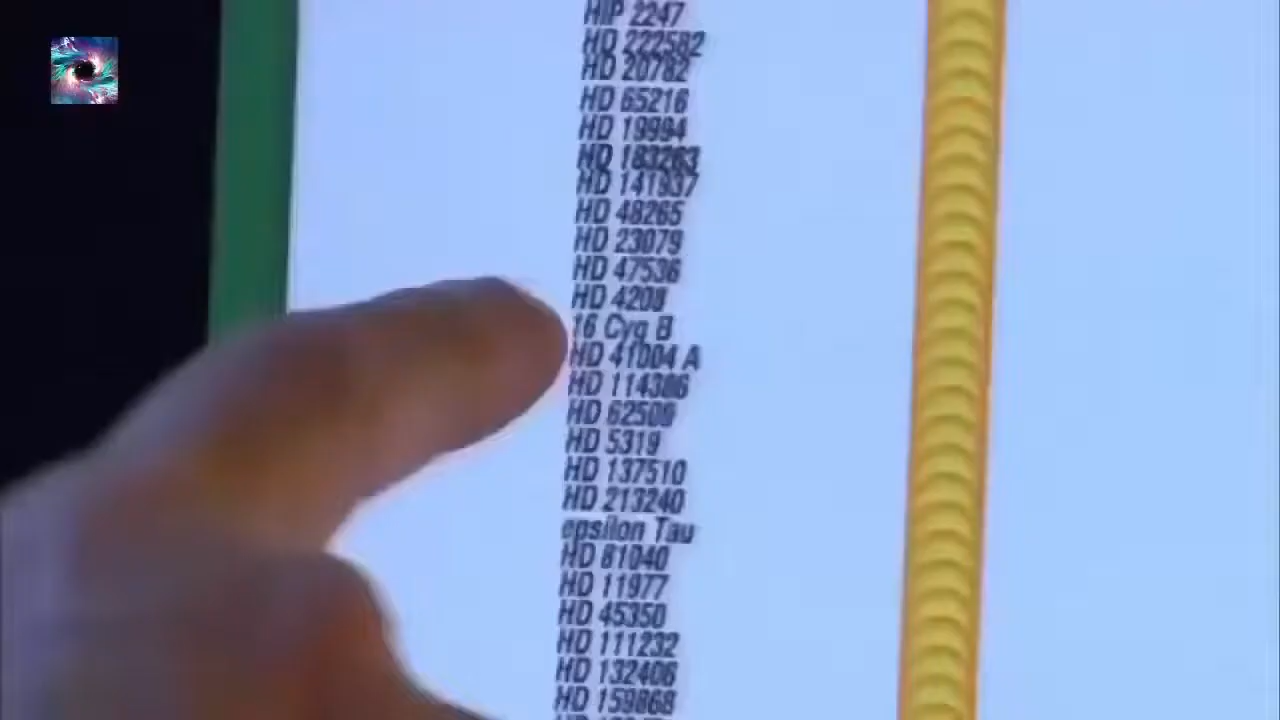 HIP 2247
HD 222582
HD 20782
HD 65216
HD 19994
HD 183263
HD 141937
HD 48265
HD 23079
HD 47536
HD 4208
16 Cyg B
HD 41004 A
HD 114386
HD 62509
HD 5319
HD 137510
HD 213240
epsilon Tau
HD 81040
HD 11977
HD 45350
HD 111232
HD 132406
HD 159868